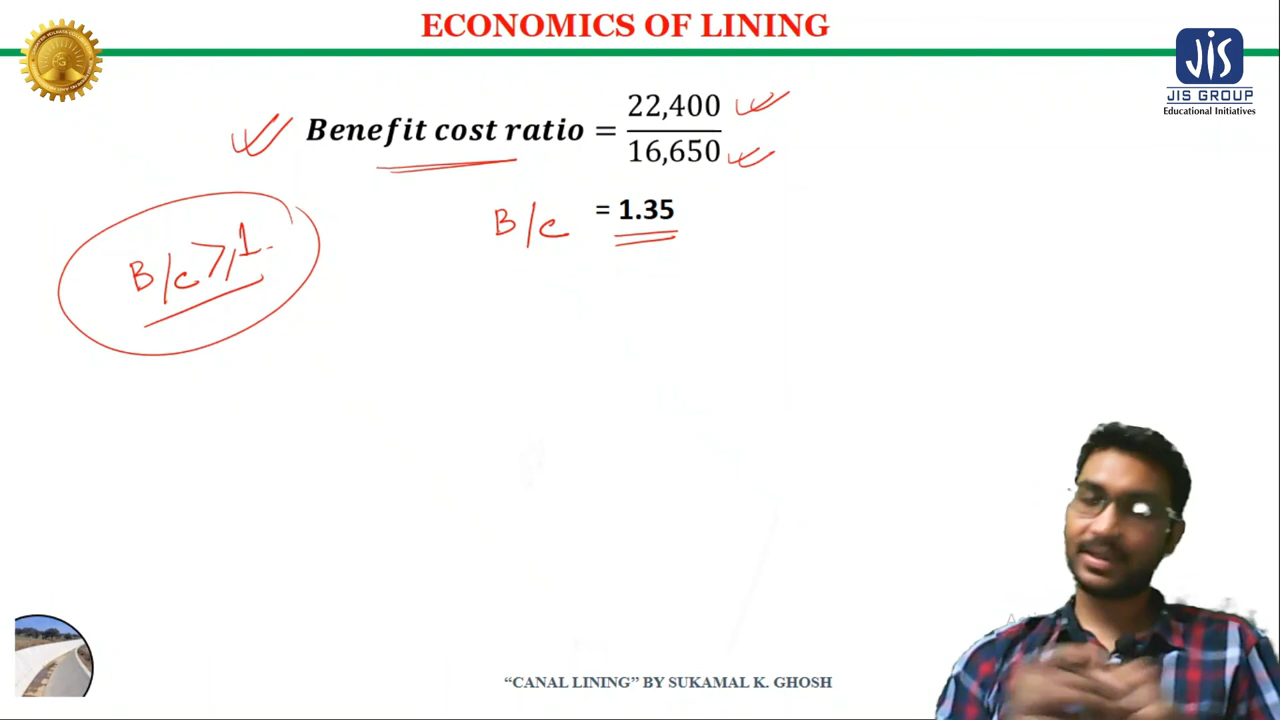 ECONOMICS OF LINING
JIS
JIS GROUP
Educational Initiatives
Benefit cost ratio = 22,400
16,650
B/c = 1.35
B/c ⩾ 1.
“CANAL LINING” BY SUKAMAL K. GHOSH